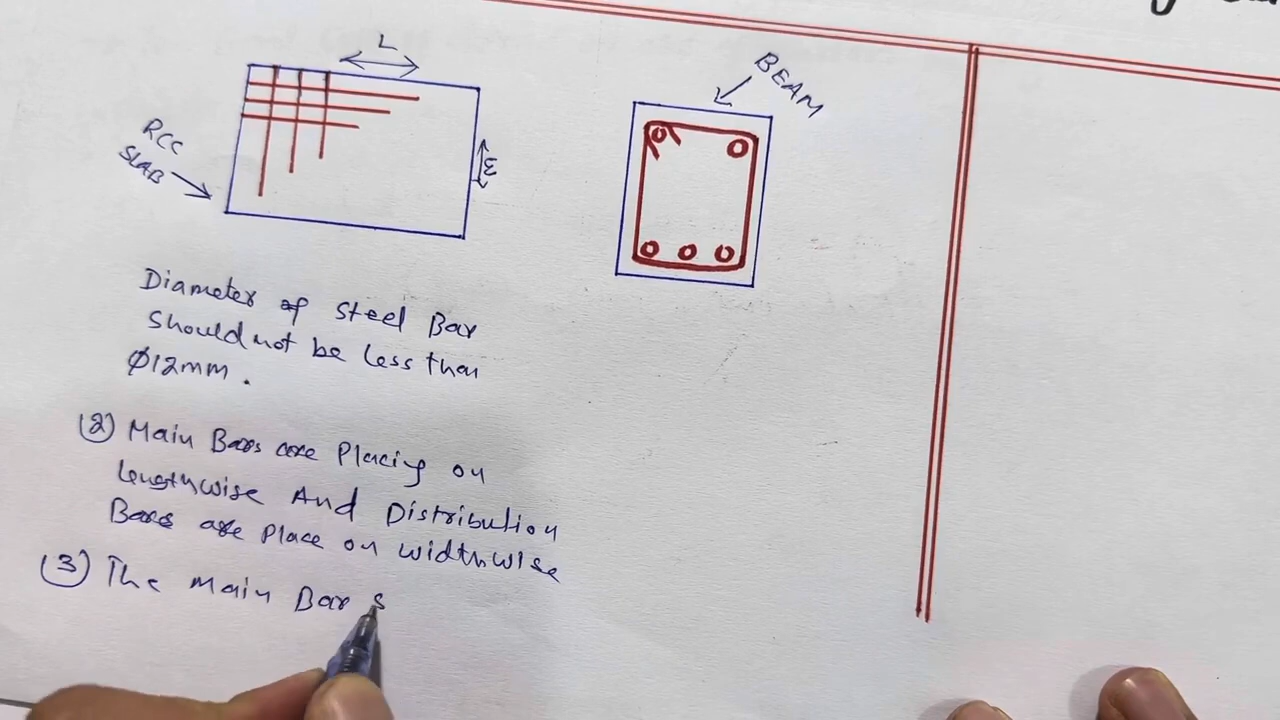 L
BEAM
RCC
SLAB
W
Diameter of Steel Bar
Should not be less than
Φ12mm.
(2) Main Bars are Placing on
Lengthwise And Distribution
Bars are Place on widthwise
(3) The Main Bar s